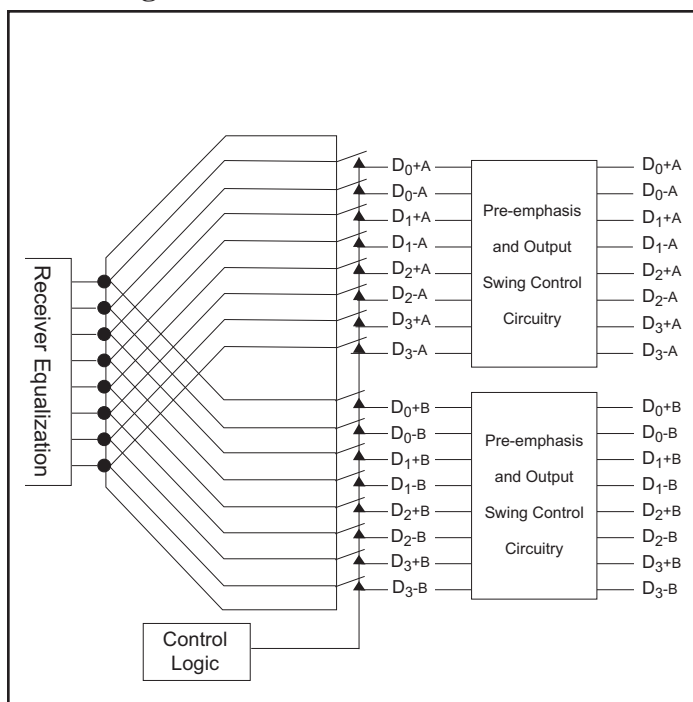 Receiver Equalization
D0+A
D0-A
D1+A
D1-A
D2+A
D2-A
D3+A
D3-A
Pre-emphasis
and Output
Swing Control
Circuitry
D0+A
D0-A
D1+A
D1-A
D2+A
D2-A
D3+A
D3-A
D0+B
D0-B
D1+B
D1-B
D2+B
D2-B
D3+B
D3-B
Pre-emphasis
and Output
Swing Control
Circuitry
D0+B
D0-B
D1+B
D1-B
D2+B
D2-B
D3+B
D3-B
Control
Logic